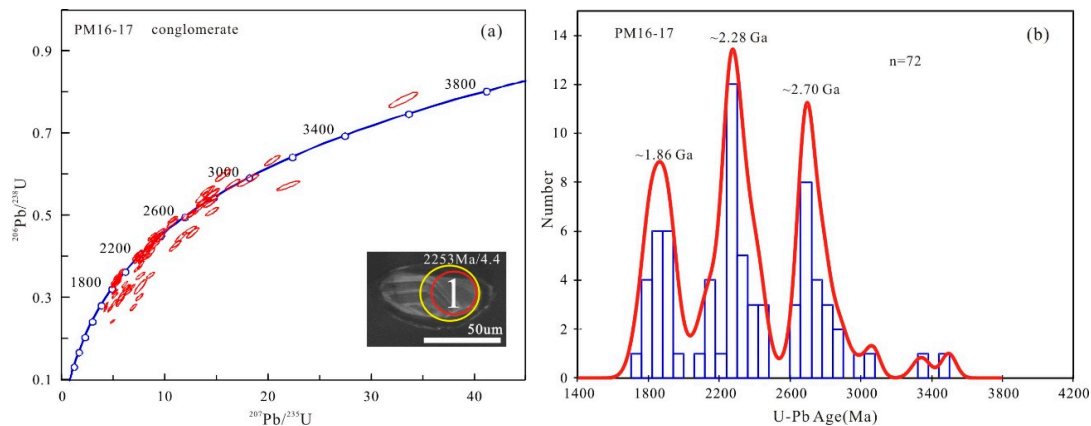 PM16-17 conglomerate
(a)
0.9
0.7
0.5
0.3
0.1
²⁰⁶Pb/²³⁸U
3800
3400
3000
2600
2200
1800
2253Ma/4.4
1
50um
0 10 20 30 40
²⁰⁷Pb/²³⁵U
PM16-17
(b)
~2.28 Ga
n=72
~2.70 Ga
~1.86 Ga
14
12
10
8
6
4
2
0
Number
1400 1800 2200 2600 3000 3400 3800 4200
U-Pb Age(Ma)